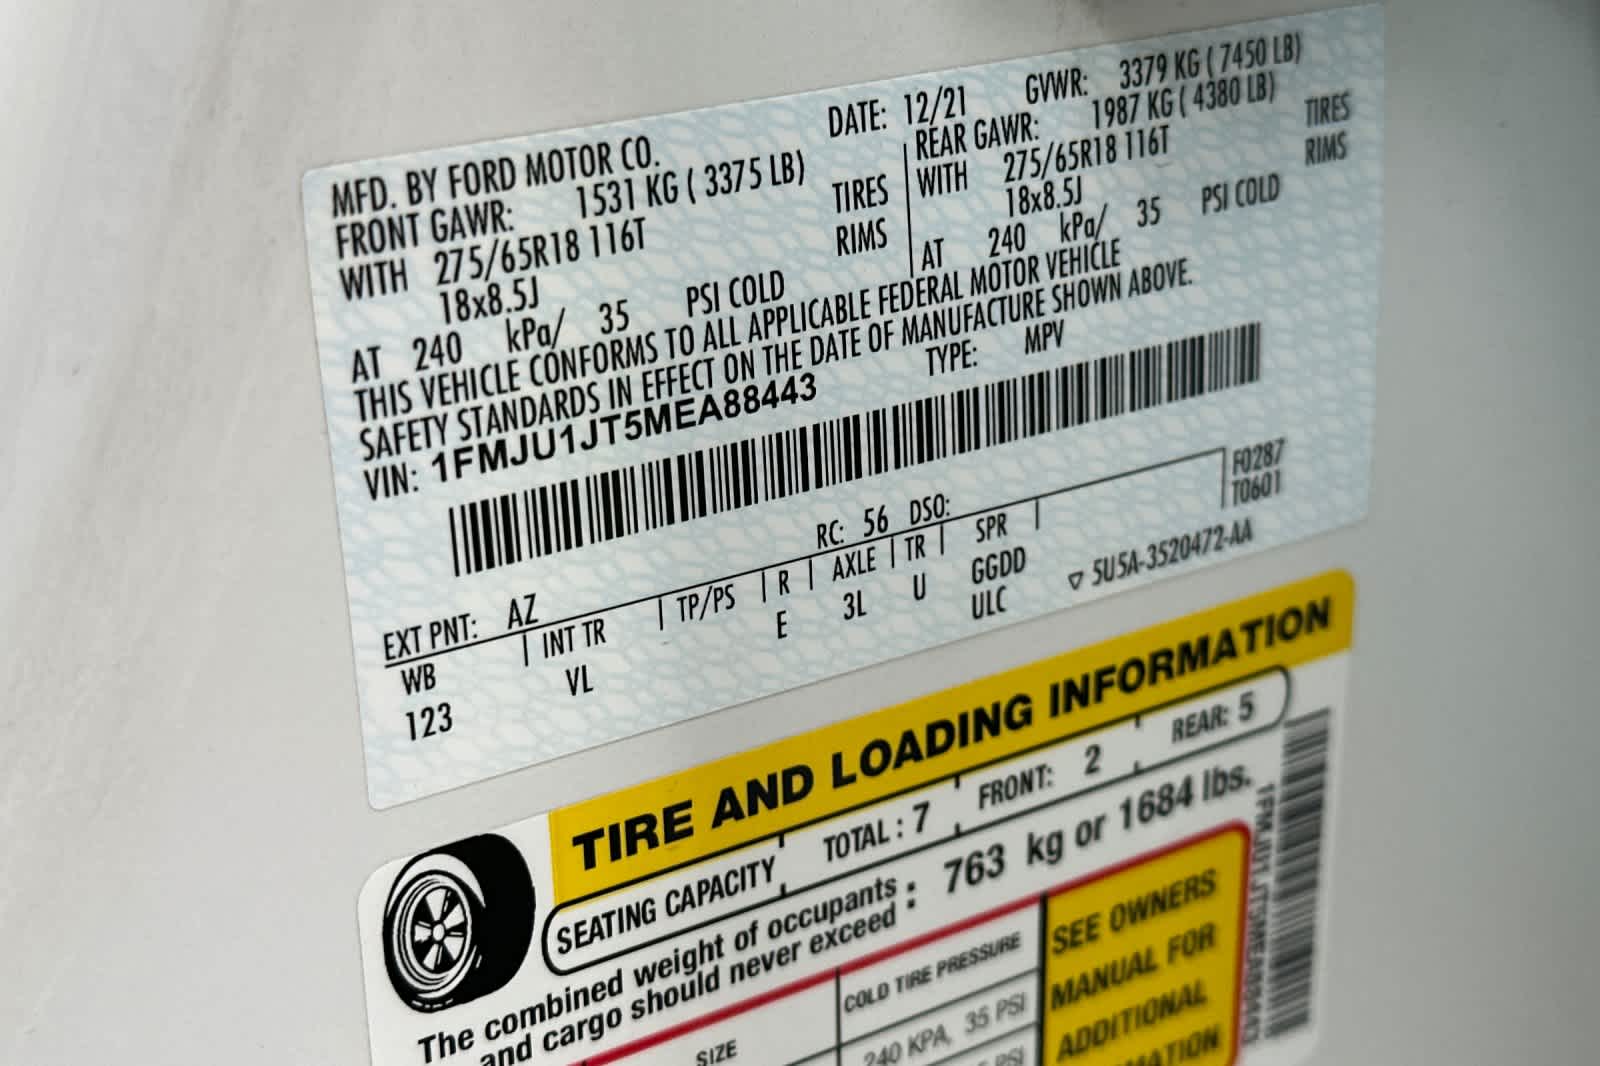 MFD. BY FORD MOTOR CO.
DATE: 12/21
GVWR: 3379 KG ( 7450 LB)
FRONT GAWR: 1531 KG ( 3375 LB)
WITH 275/65R18 116T TIRES
18x8.5J RIMS
AT 240 kPa/ 35 PSI COLD
REAR GAWR: 1987 KG ( 4380 LB)
WITH 275/65R18 116T TIRES
18x8.5J RIMS
AT 240 kPa/ 35 PSI COLD
THIS VEHICLE CONFORMS TO ALL APPLICABLE FEDERAL MOTOR VEHICLE
SAFETY STANDARDS IN EFFECT ON THE DATE OF MANUFACTURE SHOWN ABOVE.
VIN: 1FMJU1JT5MEA88443
TYPE: MPV
F0287
T0601
EXT PNT: AZ RC: 56 DSO:
WB INT TR TP/PS R AXLE TR SPR
123 VL E 3L U GGDD
ULC
▽ 5U5A-3520472-AA
TIRE AND LOADING INFORMATION
SEATING CAPACITY TOTAL : 7 FRONT: 2 REAR: 5
The combined weight of occupants
and cargo should never exceed : 763 kg or 1684 lbs.
SIZE
COLD TIRE PRESSURE
240 KPA, 35 PSI
PSI
SEE OWNERS
MANUAL FOR
ADDITIONAL
1FMJU1JT5MEA88443